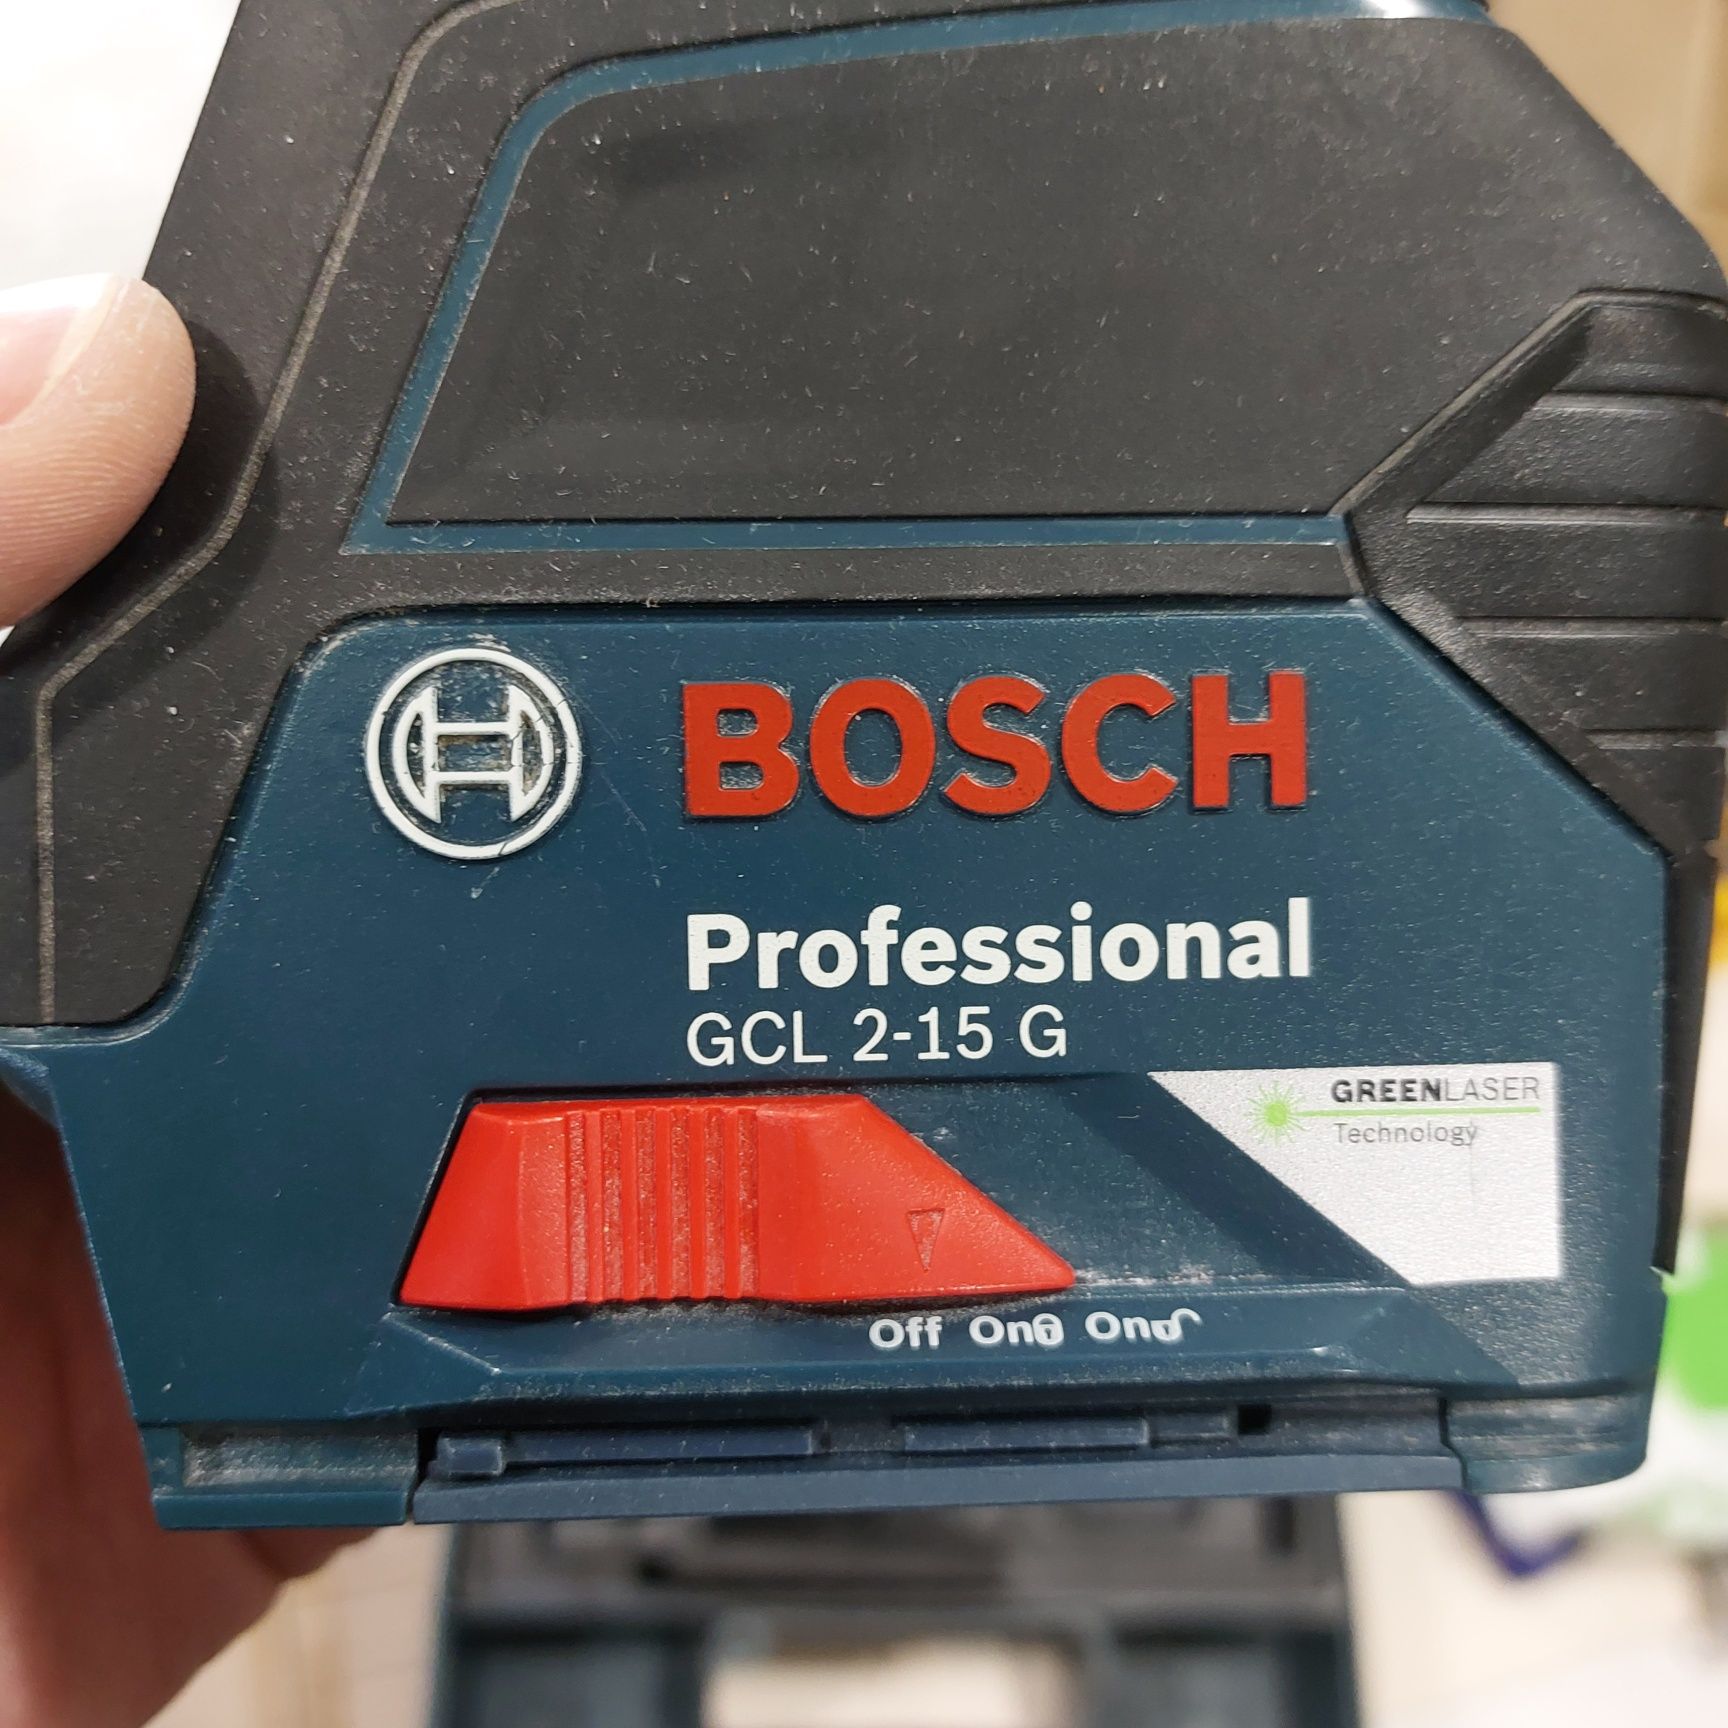 BOSCH
Professional
GCL 2-15 G
GREENLASER
Technology
Off On On